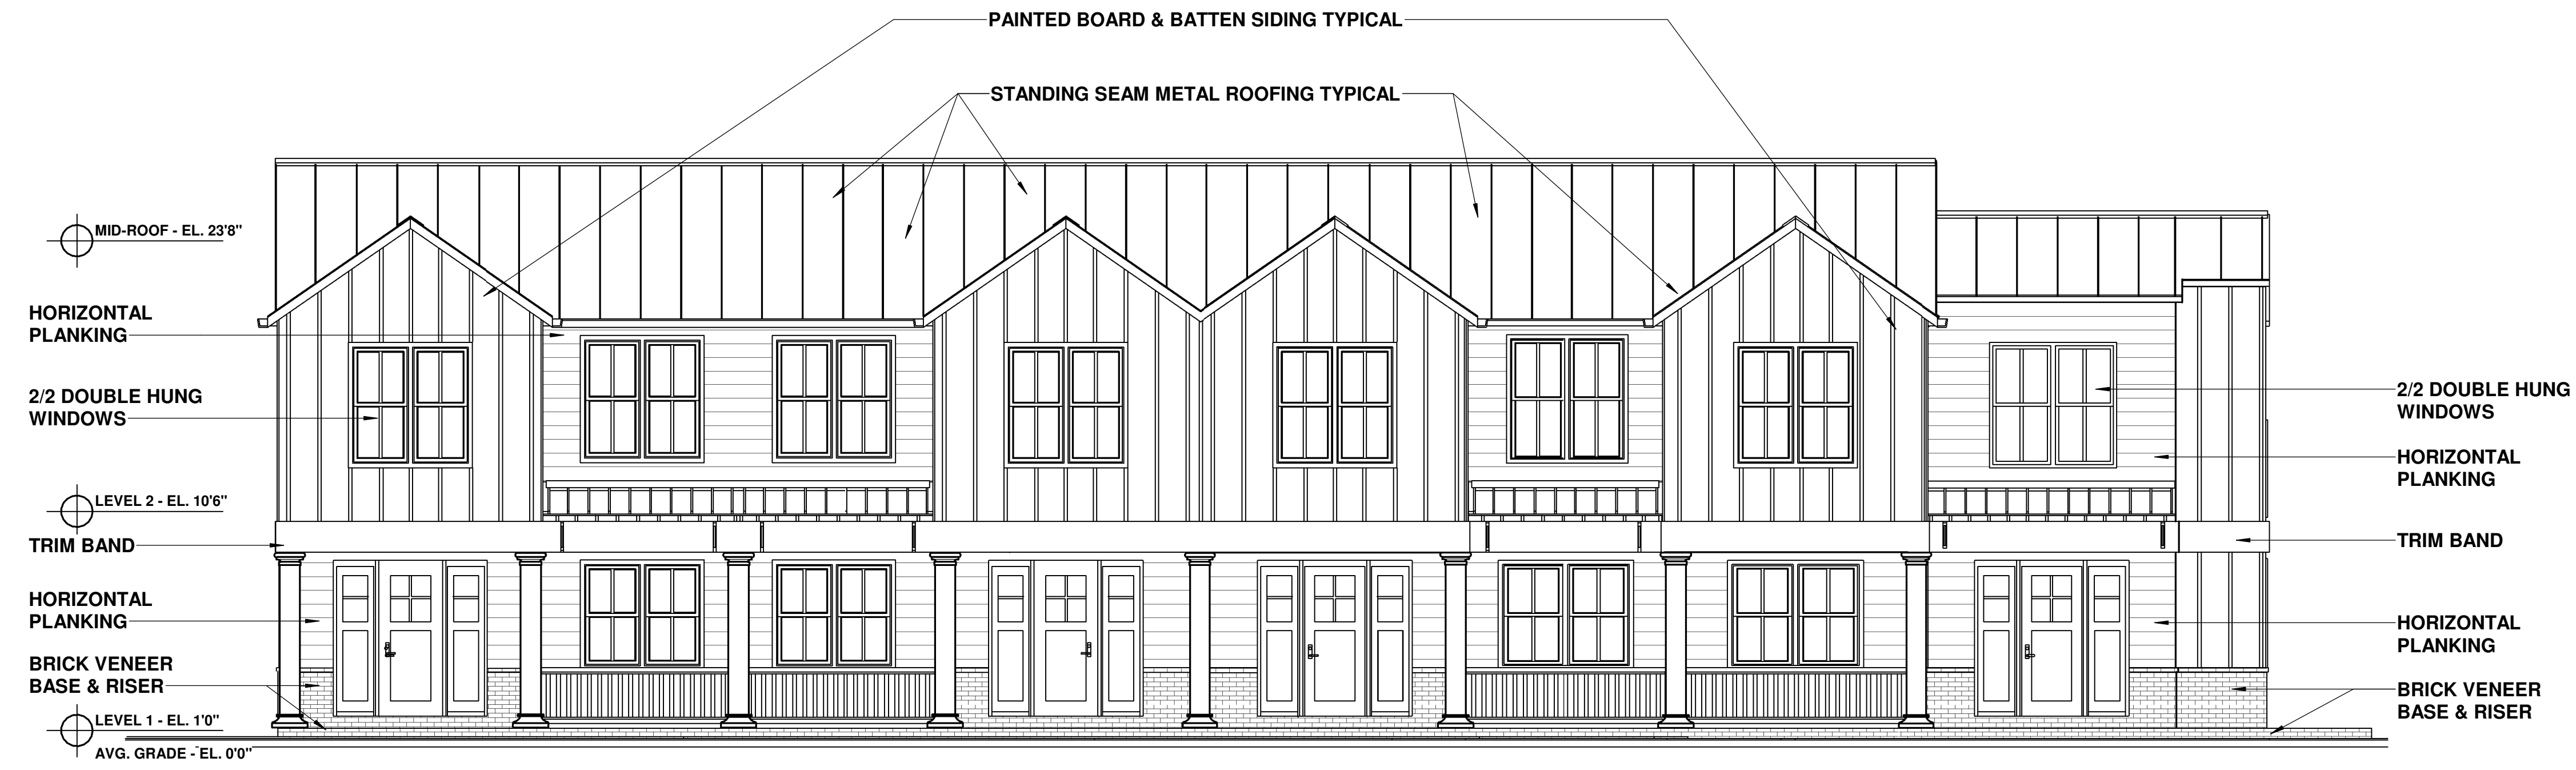 PAINTED BOARD & BATTEN SIDING TYPICAL
STANDING SEAM METAL ROOFING TYPICAL
MID-ROOF - EL. 23'8"
HORIZONTAL
PLANKING
2/2 DOUBLE HUNG
WINDOWS
LEVEL 2 - EL. 10'6"
TRIM BAND
HORIZONTAL
PLANKING
BRICK VENEER
BASE & RISER
LEVEL 1 - EL. 1'0"
AVG. GRADE - EL. 0'0"
2/2 DOUBLE HUNG
WINDOWS
HORIZONTAL
PLANKING
TRIM BAND
HORIZONTAL
PLANKING
BRICK VENEER
BASE & RISER